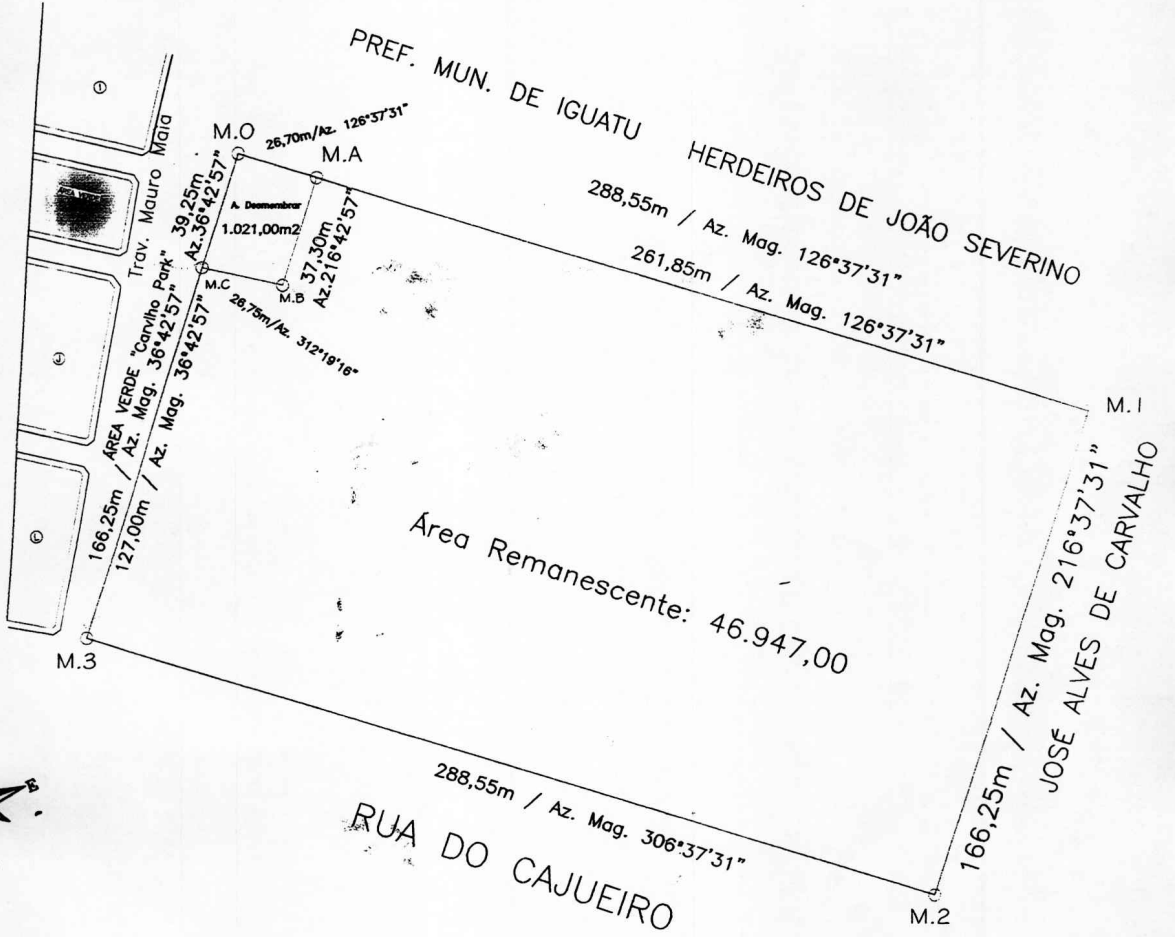 PREF. MUN. DE IGUATU
HERDEIROS DE JOÃO SEVERINO
288,55m / Az. Mag. 126°37'31"
261,85m / Az. Mag. 126°37'31"
26,70m/Az. 126°37'31"
M.O
M.A
Trav. Mauro Maia
39,25m
Az.36°42'57"
A. Desmembrar
1.021,00m2
37,30m
Az.216°42'57"
M.C
M.B
26,75m/Az. 312°19'16"
ÁREA VERDE "Carvlho Park"
166,25m / Az. Mag. 36°42'57"
127,00m / Az. Mag. 36°42'57"
ÁREA VERDE
1
J
L
M.1
166,25m / Az. Mag. 216°37'31"
JOSÉ ALVES DE CARVALHO
Área Remanescente: 46.947,00
M.3
288,55m / Az. Mag. 306°37'31"
RUA DO CAJUEIRO
M.2
E